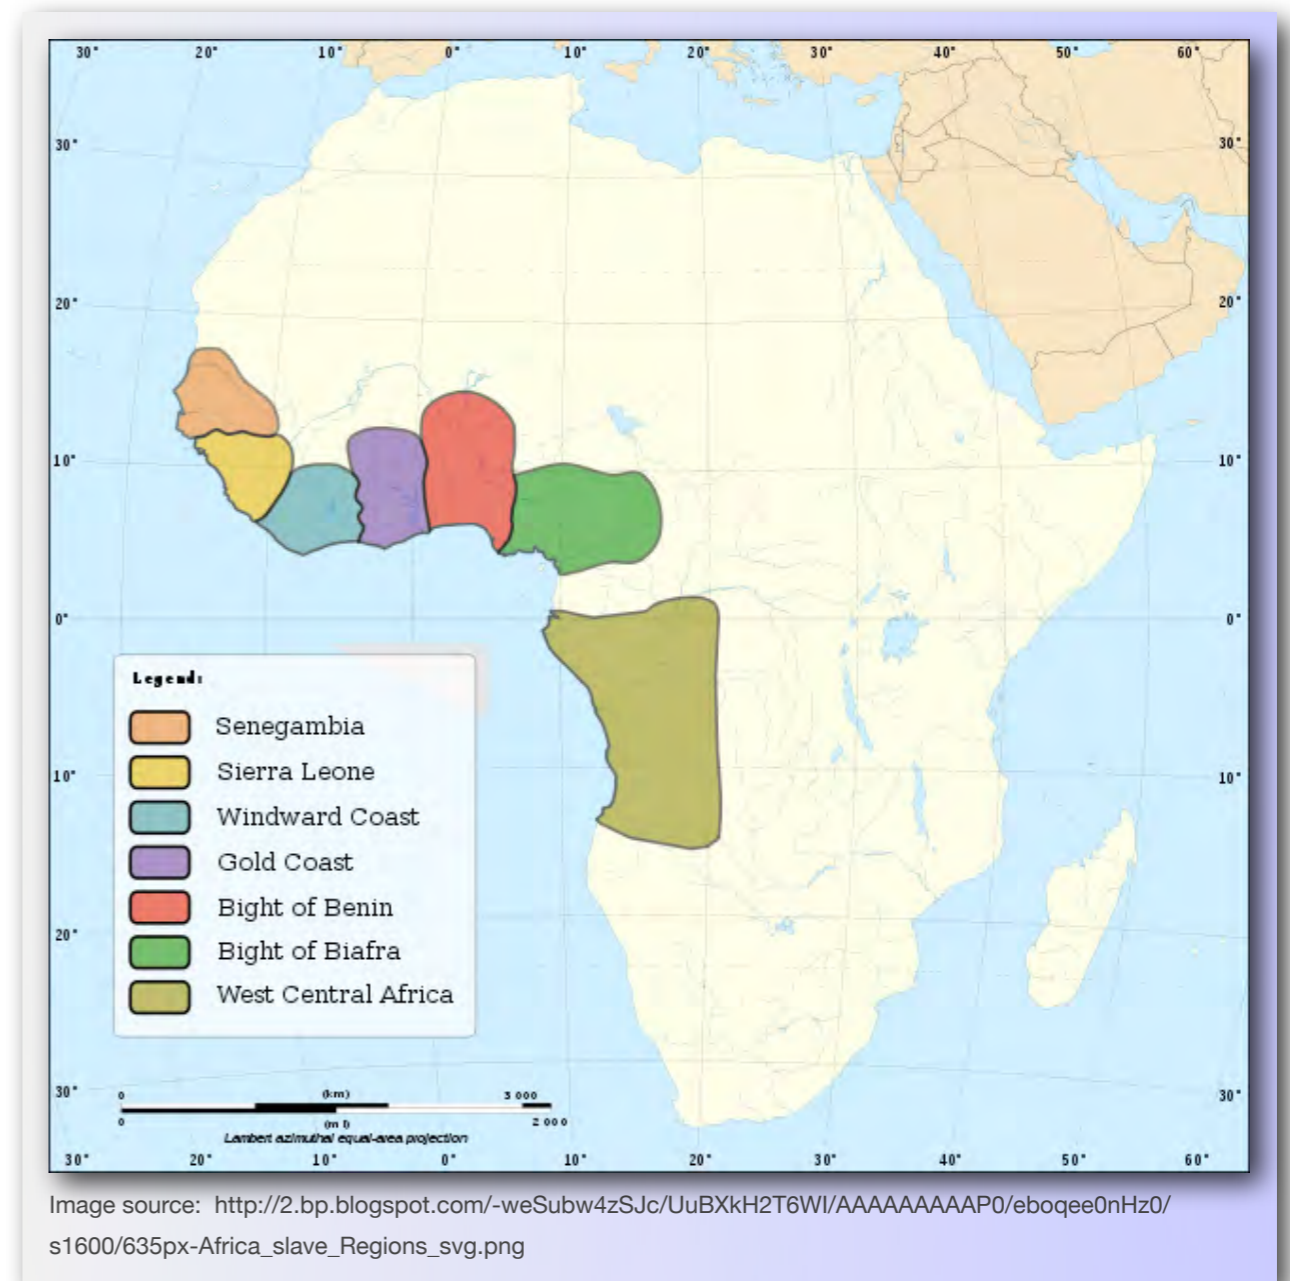 30° 20° 10° 0° 10° 20° 30° 40° 50° 60°
30° 30°
20° 20°
10° 10°
0° 0°
Legend:
Senegambia
Sierra Leone
Windward Coast
10° 10°
Gold Coast
Bight of Benin
20°
Bight of Biafra
West Central Africa
30° 30°
0 (km) 3 000
0 (mi) 2 000
Lambert azimuthal equal-area projection
30° 20° 10° 0° 10° 20° 30° 40° 50° 60°
Image source: http://2.bp.blogspot.com/-weSubw4zSJc/UuBXkH2T6WI/AAAAAAAAAP0/eboqee0nHz0/
s1600/635px-Africa_slave_Regions_svg.png